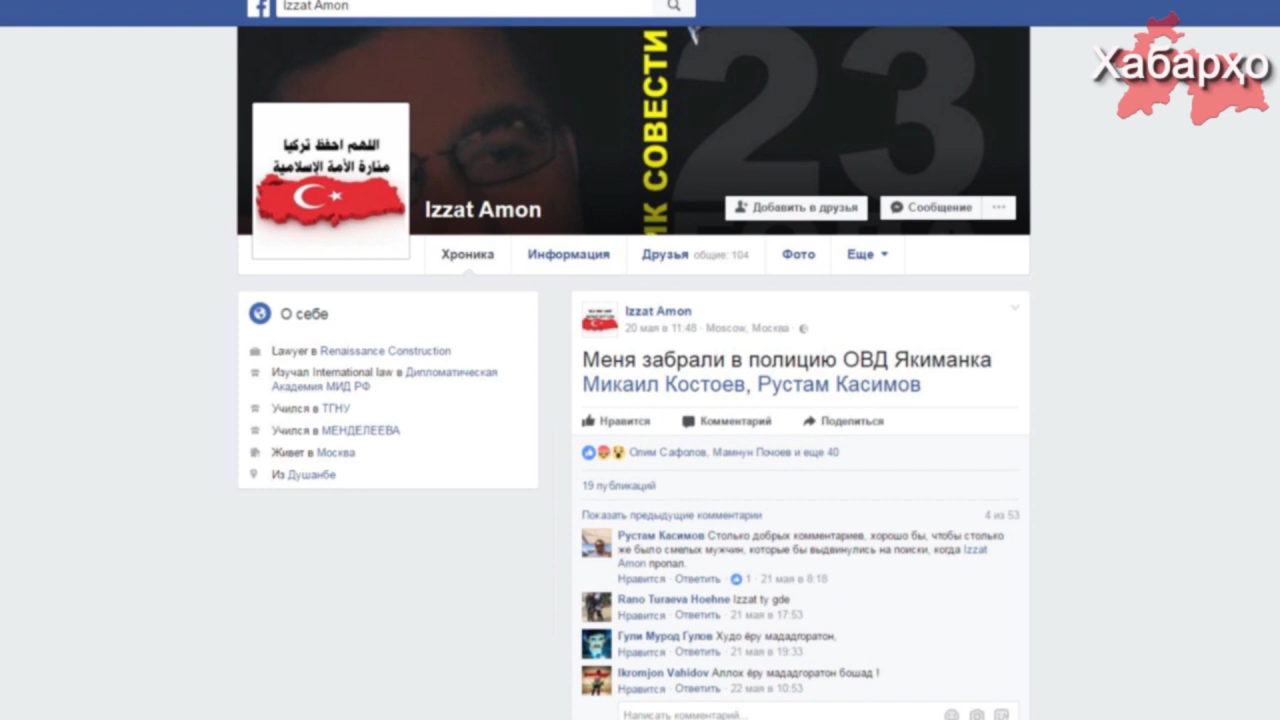 Izzat Amon
Хабарҳо
ИК СОВЕСТИ
23
اللهم احفظ تركيا
منارة الأمة الإسلامية
Izzat Amon
Добавить в друзья
Сообщение
Хроника
Информация
Друзья общие: 104
Фото
Еще
О себе
Lawyer в Renaissance Construction
Изучал International law в Дипломатическая
Академия МИД РФ
Учился в ТГНУ
Учился в МЕНДЕЛЕЕВА
Живет в Москва
Из Душанбе
Izzat Amon
20 мая в 11:48 · Moscow, Москва ·
Меня забрали в полицию ОВД Якиманка
Микаил Костоев, Рустам Касимов
Нравится
Комментарий
Поделиться
Олим Сафолов, Мамнун Почоев и еще 40
19 публикаций
Показать предыдущие комментарии
4 из 53
Рустам Касимов Столько добрых комментариев, хорошо бы, чтобы столько
же было смелых мужчин, которые бы выдвинулись на поиски, когда Izzat
Amon пропал.
Нравится · Ответить · 1 · 21 мая в 8:18
Rano Turaeva Hoehne Izzat ty gde
Нравится · Ответить · 21 мая в 17:53
Гули Мурод Гулов Худо ёру мададгоратон,
Нравится · Ответить · 21 мая в 19:33
Ikromjon Vahidov Аллох ёру мададгоратон бошад !
Нравится · Ответить · 22 мая в 10:53
Написать комментарий...